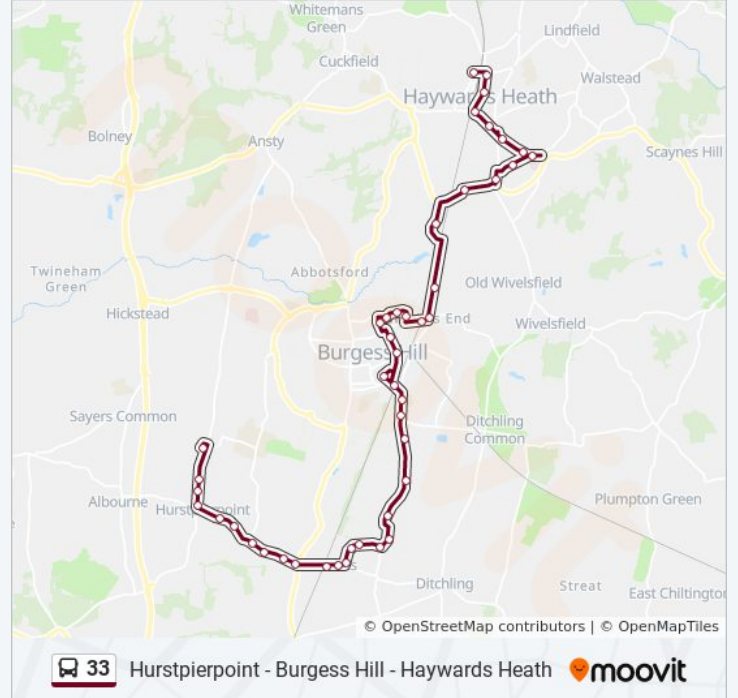 Whitemans
Green
Lindfield
Cuckfield
Walstead
Haywards Heath
Bolney
Ansty
Scaynes Hill
Twineham
Green
Abbotsford
Old Wivelsfield
Hickstead
End
Wivelsfield
Burgess Hill
Sayers Common
Ditchling
Common
Albourne
Hurstpierpoint
Plumpton Green
Ditchling
Streat
East Chiltington
© OpenStreetMap contributors | © OpenMapTiles
33 Hurstpierpoint - Burgess Hill - Haywards Heath moovit